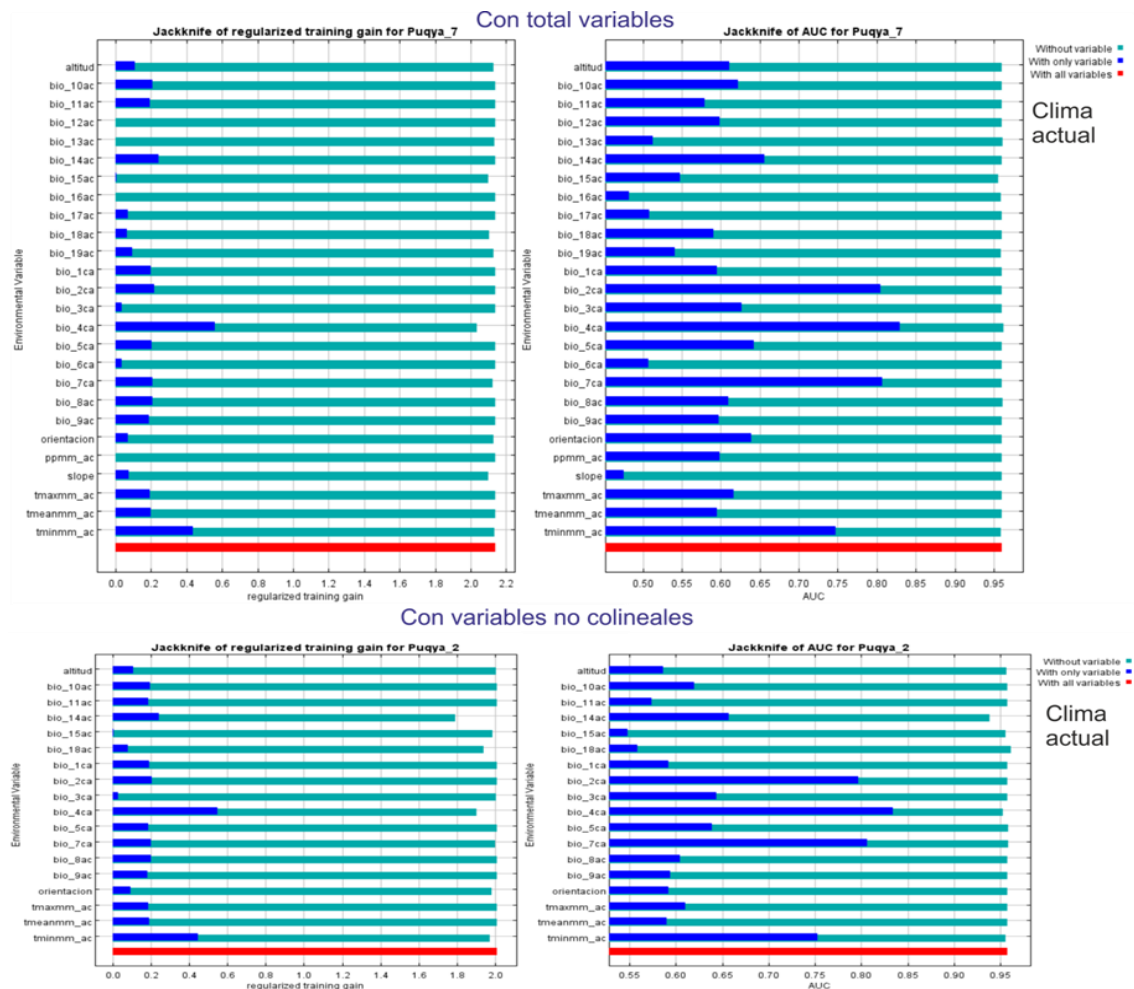 Con total variables
Jackknife of regularized training gain for Puqya_7
Environmental Variable
altitud
bio_10ac
bio_11ac
bio_12ac
bio_13ac
bio_14ac
bio_15ac
bio_16ac
bio_17ac
bio_18ac
bio_19ac
bio_1ca
bio_2ca
bio_3ca
bio_4ca
bio_5ca
bio_6ca
bio_7ca
bio_8ac
bio_9ac
orientacion
ppmm_ac
slope
tmaxmm_ac
tmeanmm_ac
tminmm_ac
0.0 0.2 0.4 0.6 0.8 1.0 1.2 1.4 1.6 1.8 2.0 2.2
regularized training gain
Jackknife of AUC for Puqya_7
Environmental Variable
altitud
bio_10ac
bio_11ac
bio_12ac
bio_13ac
bio_14ac
bio_15ac
bio_16ac
bio_17ac
bio_18ac
bio_19ac
bio_1ca
bio_2ca
bio_3ca
bio_4ca
bio_5ca
bio_6ca
bio_7ca
bio_8ac
bio_9ac
orientacion
ppmm_ac
slope
tmaxmm_ac
tmeanmm_ac
tminmm_ac
0.50 0.55 0.60 0.65 0.70 0.75 0.80 0.85 0.90 0.95
AUC
Without variable
With only variable
With all variables
Clima
actual
Con variables no colineales
Jackknife of regularized training gain for Puqya_2
Environmental Variable
altitud
bio_10ac
bio_11ac
bio_14ac
bio_15ac
bio_18ac
bio_1ca
bio_2ca
bio_3ca
bio_4ca
bio_5ca
bio_7ca
bio_8ac
bio_9ac
orientacion
tmaxmm_ac
tmeanmm_ac
tminmm_ac
0.0 0.2 0.4 0.6 0.8 1.0 1.2 1.4 1.6 1.8 2.0
regularized training gain
Jackknife of AUC for Puqya_2
Environmental Variable
altitud
bio_10ac
bio_11ac
bio_14ac
bio_15ac
bio_18ac
bio_1ca
bio_2ca
bio_3ca
bio_4ca
bio_5ca
bio_7ca
bio_8ac
bio_9ac
orientacion
tmaxmm_ac
tmeanmm_ac
tminmm_ac
0.55 0.60 0.65 0.70 0.75 0.80 0.85 0.90 0.95
AUC
Without variable
With only variable
With all variables
Clima
actual